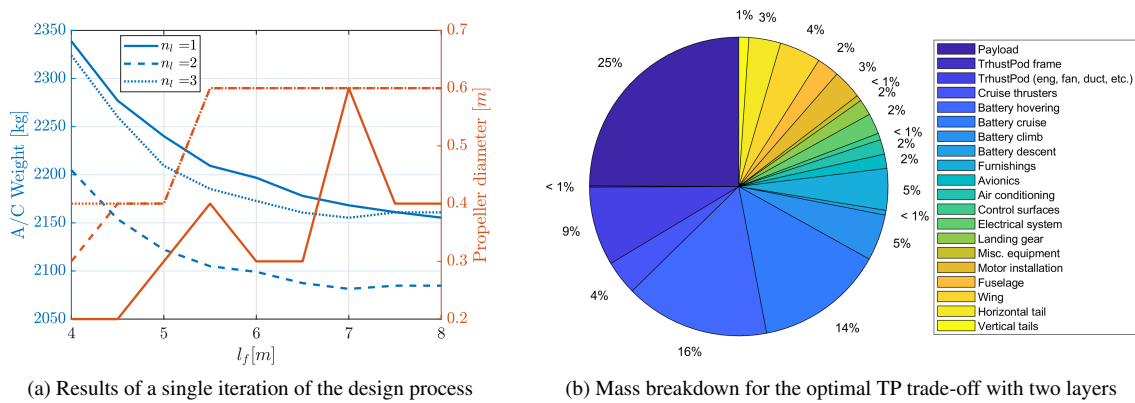 2350
2300
2250
2200
2150
2100
2050
A/C Weight [kg]
n_l =1
n_l =2
n_l =3
0.7
0.6
0.5
0.4
0.3
0.2
Propeller diameter [m]
4 5 6 7 8
l_f[m]
(a) Results of a single iteration of the design process
1%
3%
4%
2%
3%
< 1%
2%
2%
< 1%
2%
2%
5%
< 1%
5%
14%
16%
4%
9%
< 1%
25%
Payload
TrhustPod frame
TrhustPod (eng, fan, duct, etc.)
Cruise thrusters
Battery hovering
Battery cruise
Battery climb
Battery descent
Furnishings
Avionics
Air conditioning
Control surfaces
Electrical system
Landing gear
Misc. equipment
Motor installation
Fuselage
Wing
Horizontal tail
Vertical tails
(b) Mass breakdown for the optimal TP trade-off with two layers